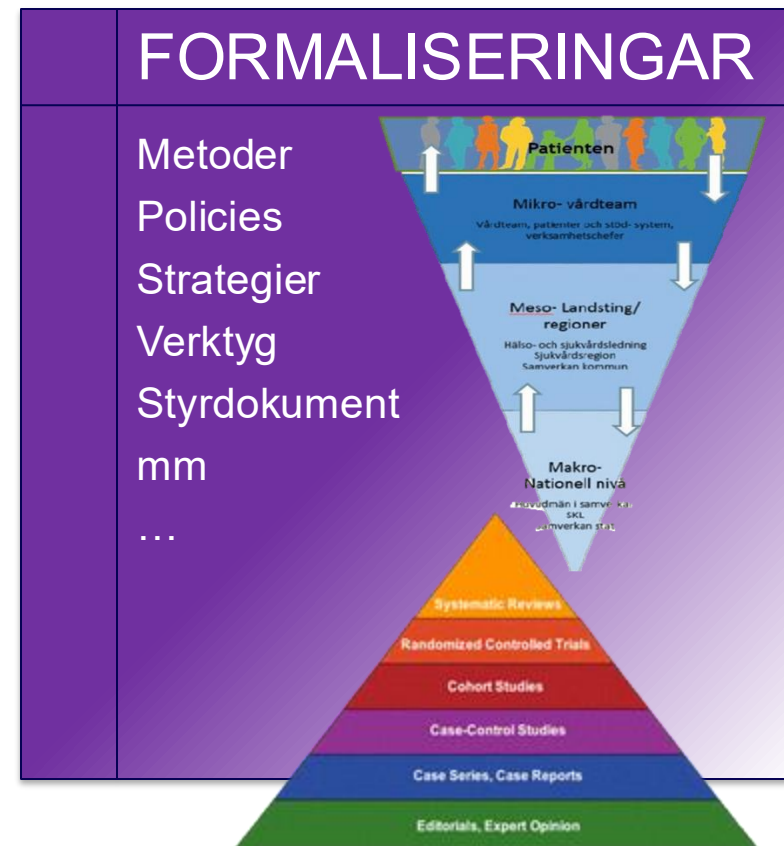 FORMALISERINGAR
Metoder
Policies
Strategier
Verktyg
Styrdokument
mm
…
Patienten
Mikro- vårdteam
Vårdteam, patienter och stöd- system,
verksamhetschefer
Meso- Landsting/
regioner
Hälso- och sjukvårdsledning
Sjukvårdsregion
Samverkan kommun
Makro-
Nationell nivå
i
SKL
Systematic Reviews
Randomized Controlled Trials
Cohort Studies
Case-Control Studies
Case Series, Case Reports
Editorials, Expert Opinion